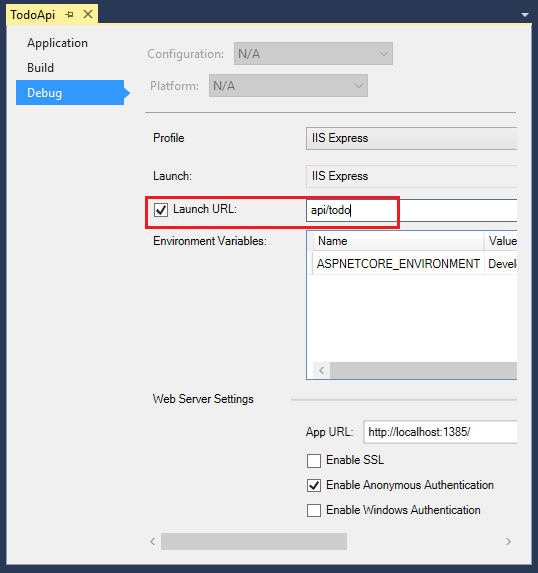 TodoApi
Application
Build
Debug
Configuration: N/A
Platform: N/A
Profile IIS Express
Launch: IIS Express
Launch URL: api/todo
Environment Variables: Name Value
ASPNETCORE_ENVIRONMENT Develo
Web Server Settings
App URL: http://localhost:1385/
Enable SSL
Enable Anonymous Authentication
Enable Windows Authentication